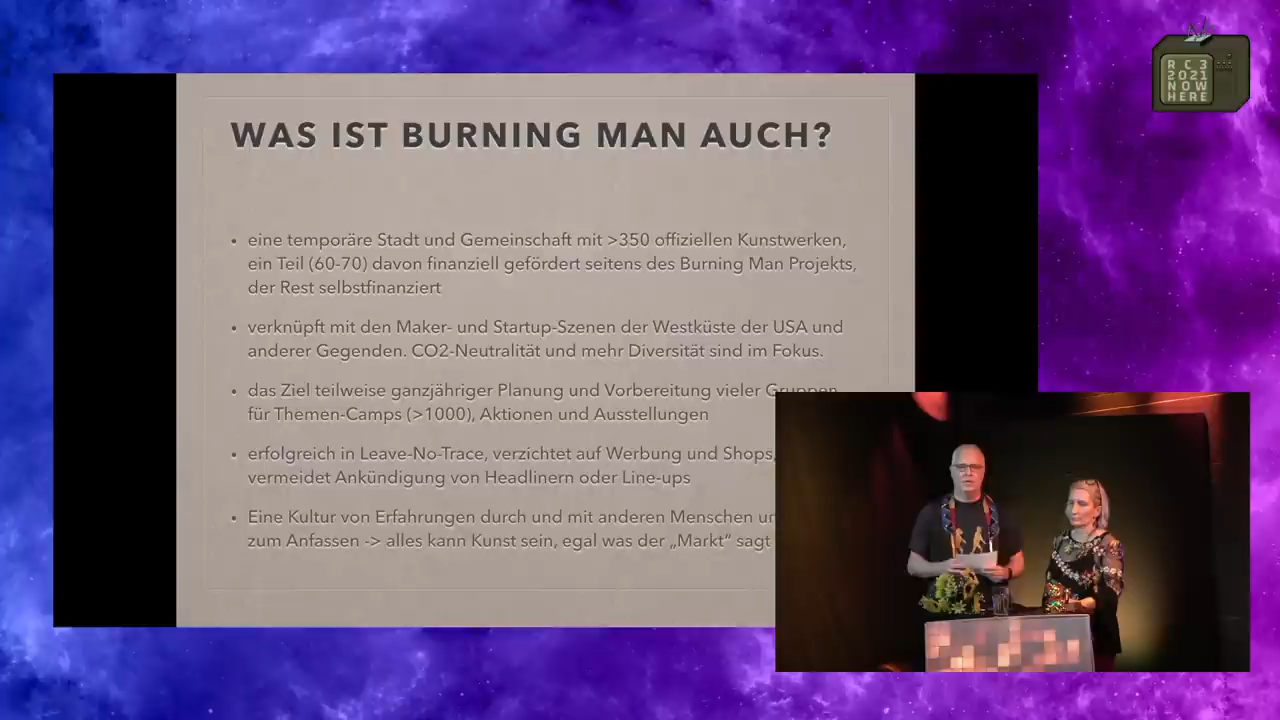 WAS IST BURNING MAN AUCH?
• eine temporäre Stadt und Gemeinschaft mit >350 offiziellen Kunstwerken,
ein Teil (60-70) davon finanziell gefördert seitens des Burning Man Projekts,
der Rest selbstfinanziert
• verknüpft mit den Maker- und Startup-Szenen der Westküste der USA und
anderer Gegenden. CO2-Neutralität und mehr Diversität sind im Fokus.
• das Ziel teilweise ganzjähriger Planung und Vorbereitung vieler Gruppen
für Themen-Camps (>1000), Aktionen und Ausstellungen
• erfolgreich in Leave-No-Trace, verzichtet auf Werbung und Shops,
vermeidet Ankündigung von Headlinern oder Line-ups
• Eine Kultur von Erfahrungen durch und mit anderen Menschen
zum Anfassen -> alles kann Kunst sein, egal was der „Markt“ sagt
RC3
2021
NOW
HERE